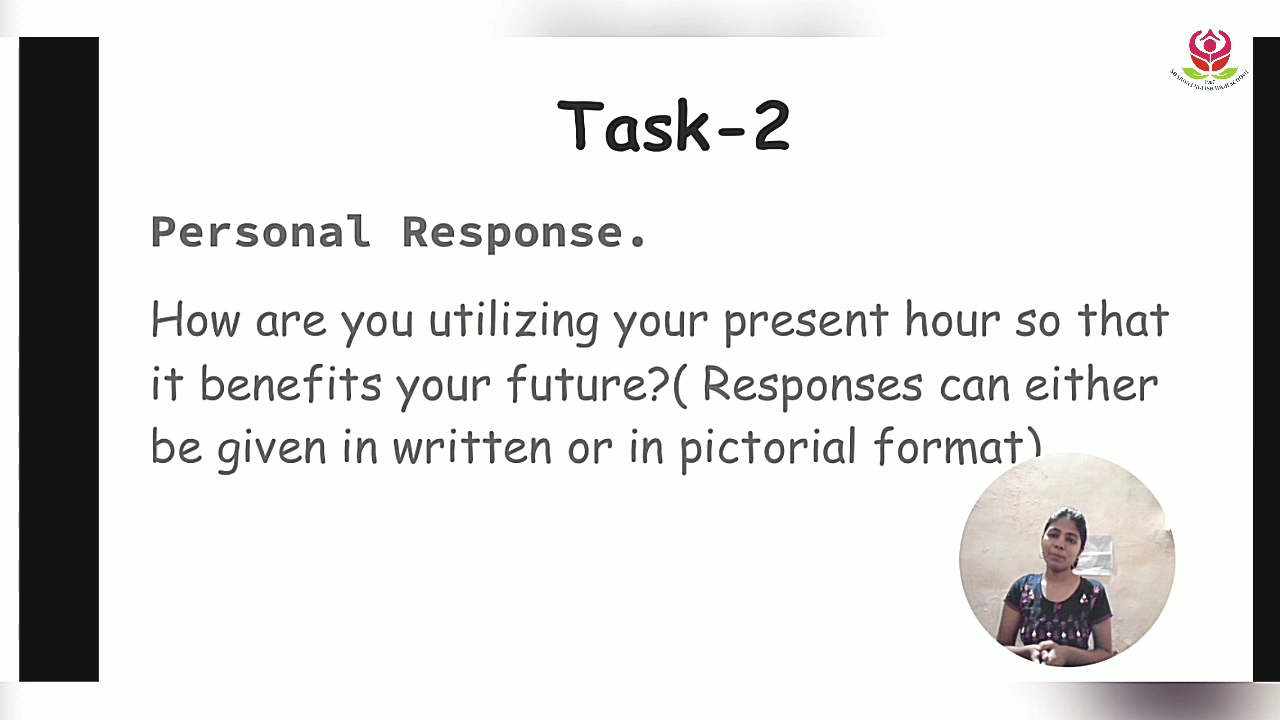 Task-2
Personal Response.
How are you utilizing your present hour so that
it benefits your future?( Responses can either
be given in written or in pictorial format)